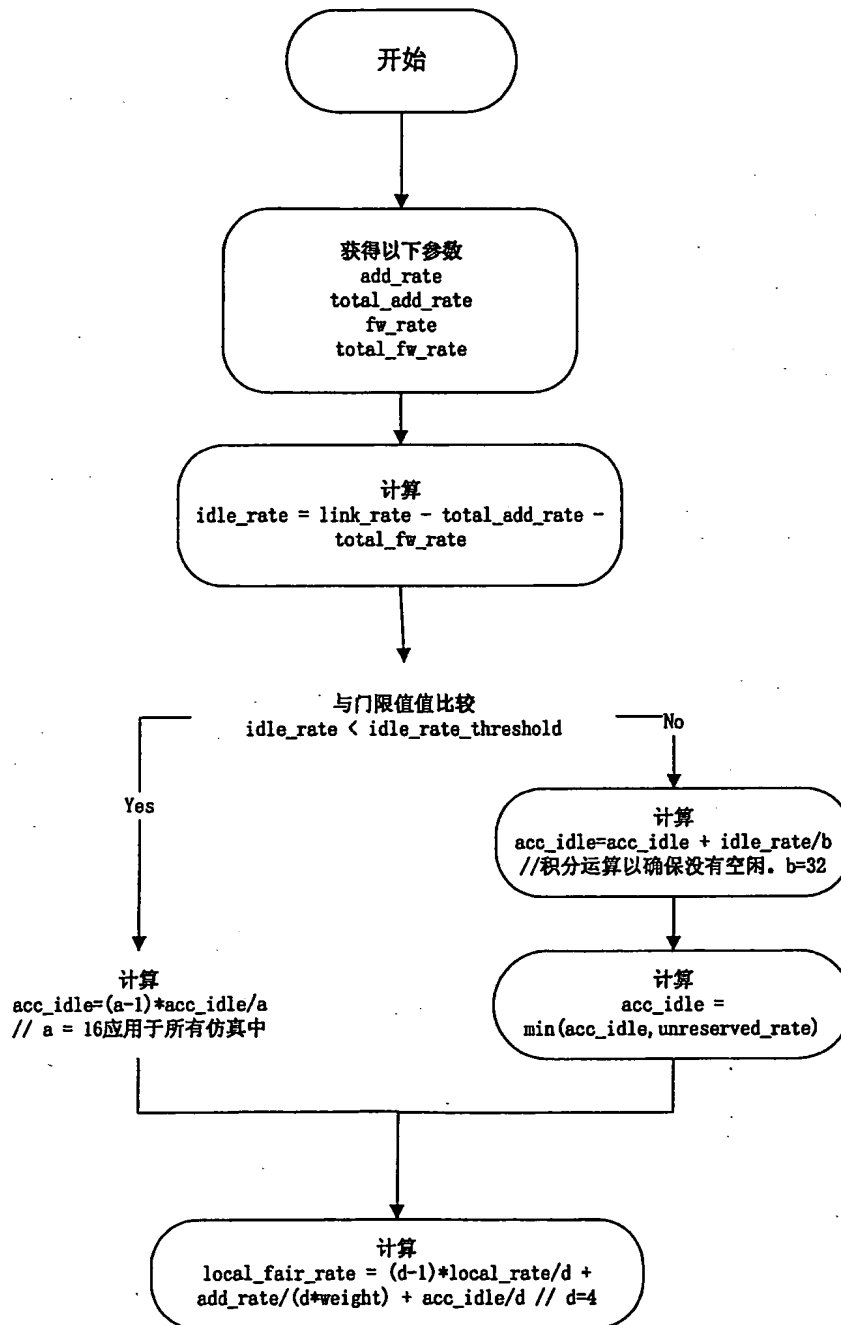 开始
获得以下参数
add_rate
total_add_rate
fw_rate
total_fw_rate
计算
idle_rate = link_rate - total_add_rate -
total_fw_rate
与门限值值比较
idle_rate < idle_rate_threshold
Yes
No
计算
acc_idle=acc_idle + idle_rate/b
//积分运算以确保没有空闲。b=32
计算
acc_idle=(a-1)*acc_idle/a
// a = 16应用于所有仿真中
计算
acc_idle =
min(acc_idle,unreserved_rate)
计算
local_fair_rate = (d-1)*local_rate/d +
add_rate/(d*weight) + acc_idle/d // d=4